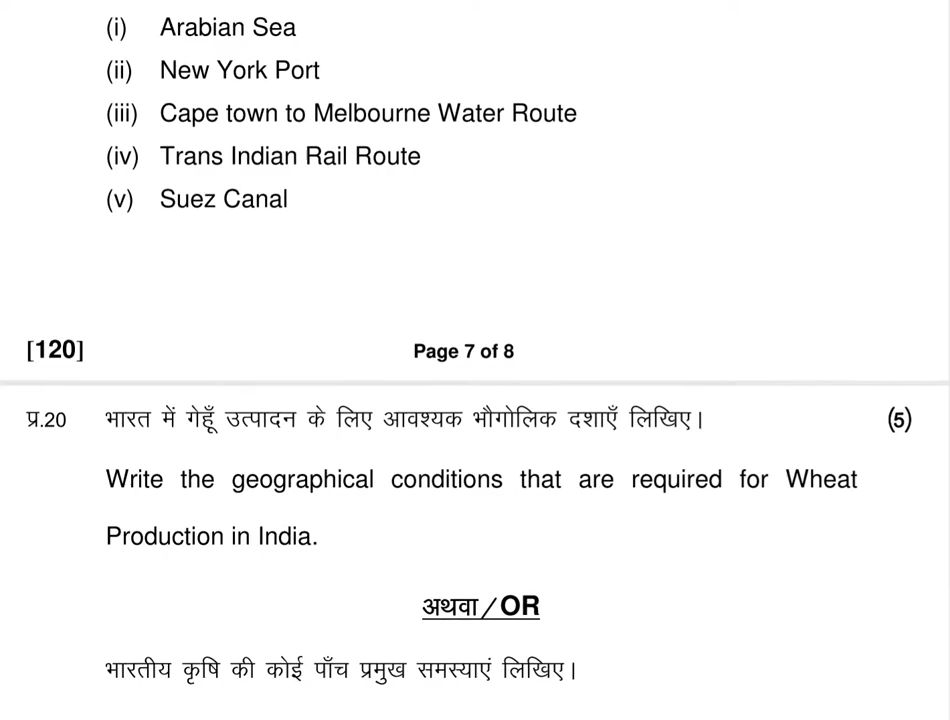 (i) Arabian Sea
(ii) New York Port
(iii) Cape town to Melbourne Water Route
(iv) Trans Indian Rail Route
(v) Suez Canal
[120] Page 7 of 8
प्र.20 भारत में गेहूँ उत्पादन के लिए आवश्यक भौगोलिक दशाएँ लिखिए। (5)
Write the geographical conditions that are required for Wheat
Production in India.
अथवा/OR
भारतीय कृषि की कोई पाँच प्रमुख समस्याएं लिखिए।